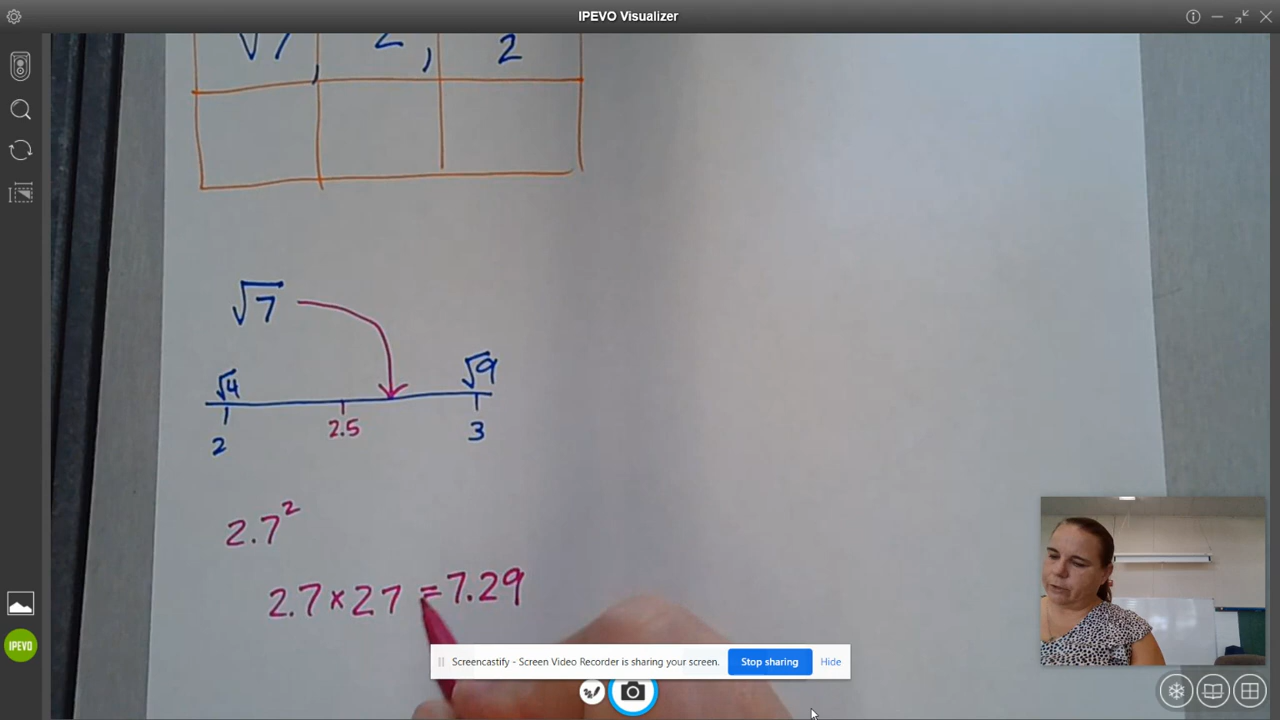 IPEVO Visualizer
√7, 2, 2
√7
√4 √9
2 2.5 3
2.7²
2.7 × 27 = 7.29
Screencastify - Screen Video Recorder is sharing your screen. Stop sharing Hide
IPEVO